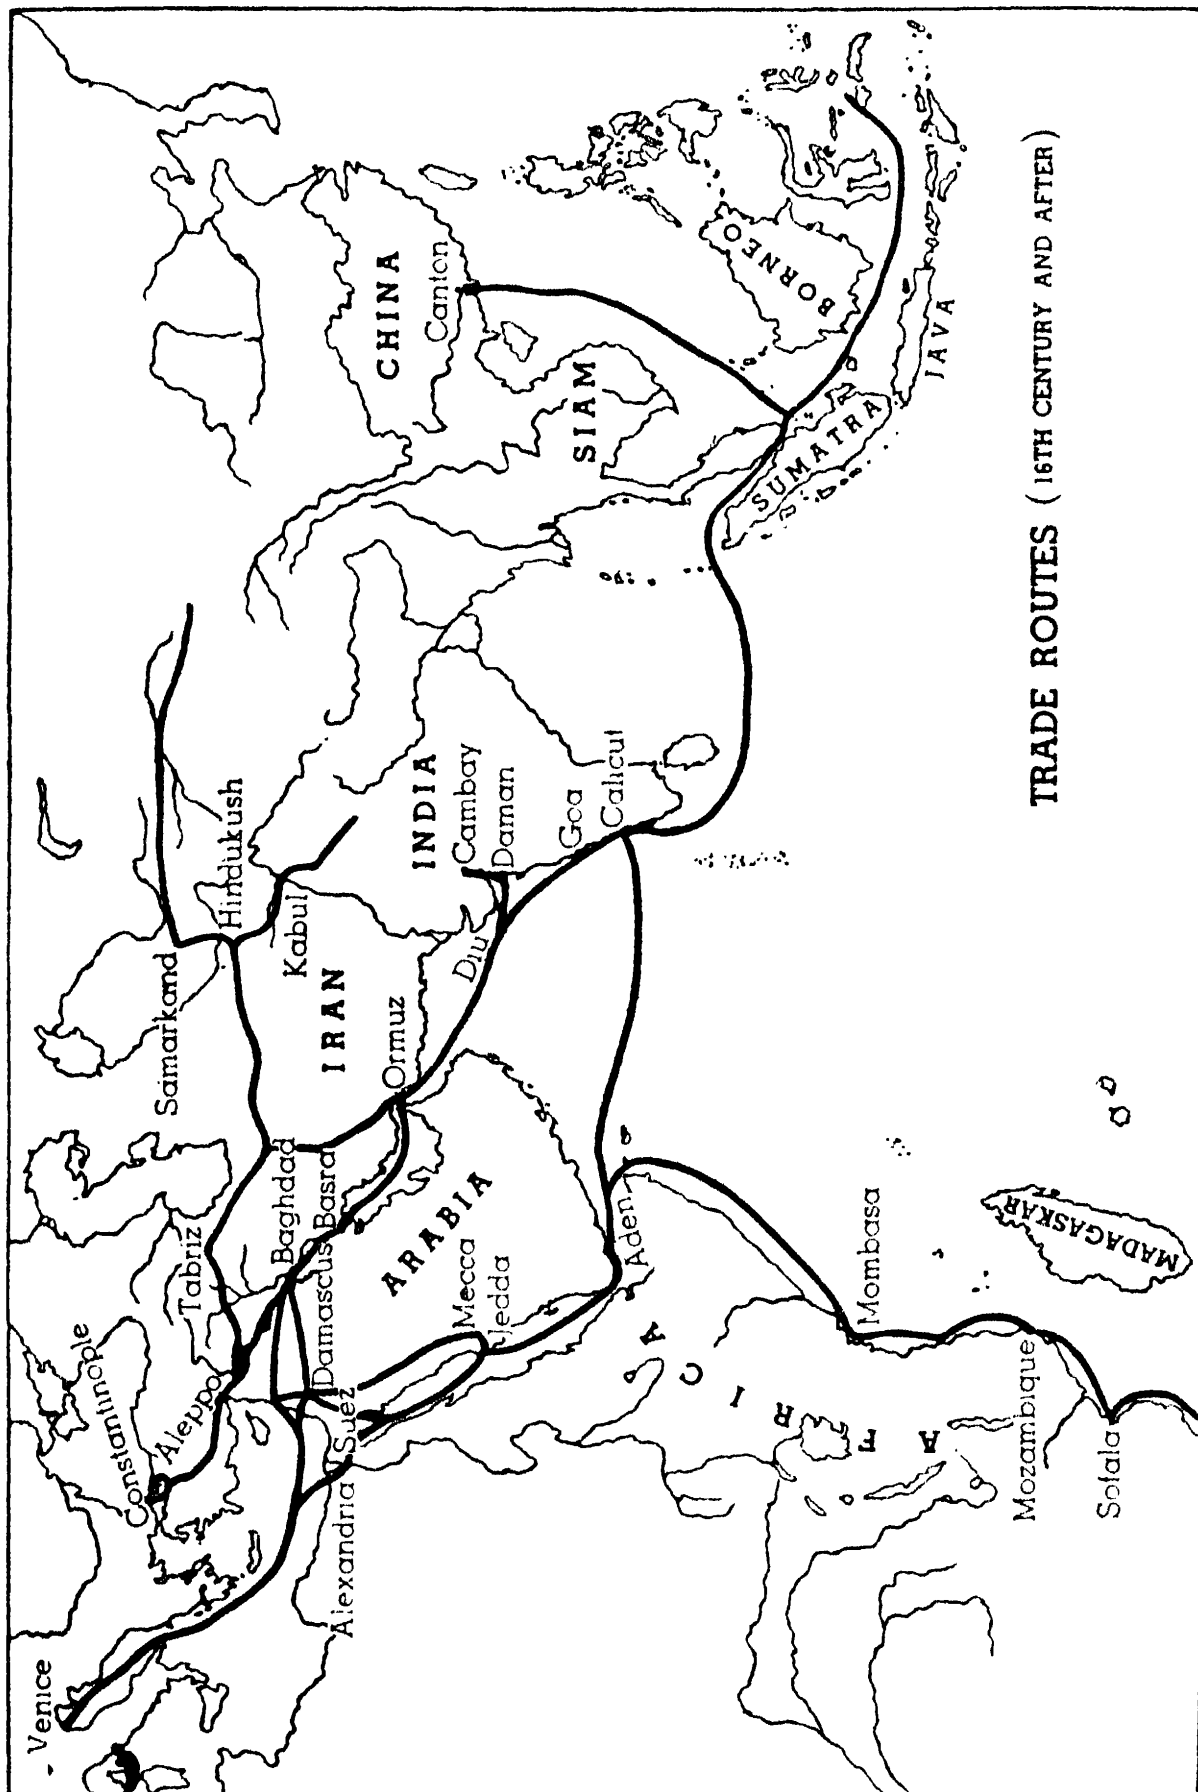 Venice
Constantinople
Aleppo
Tabriz
Samarkand
Hindukush
Kabul
Baghdad
Damascus
Basra
Suez
Alexandria
IRAN
Ormuz
ARABIA
Mecca
Jeda
Aden
INDIA
Cambay
Daman
Diu
Goa
Calicut
CHINA
Canton
SIAM
BORNEO
SUMATRA
JAVA
AFRICA
Mombasa
Mozambique
Sofala
MADAGASKAR
TRADE ROUTES (16TH CENTURY AND AFTER)